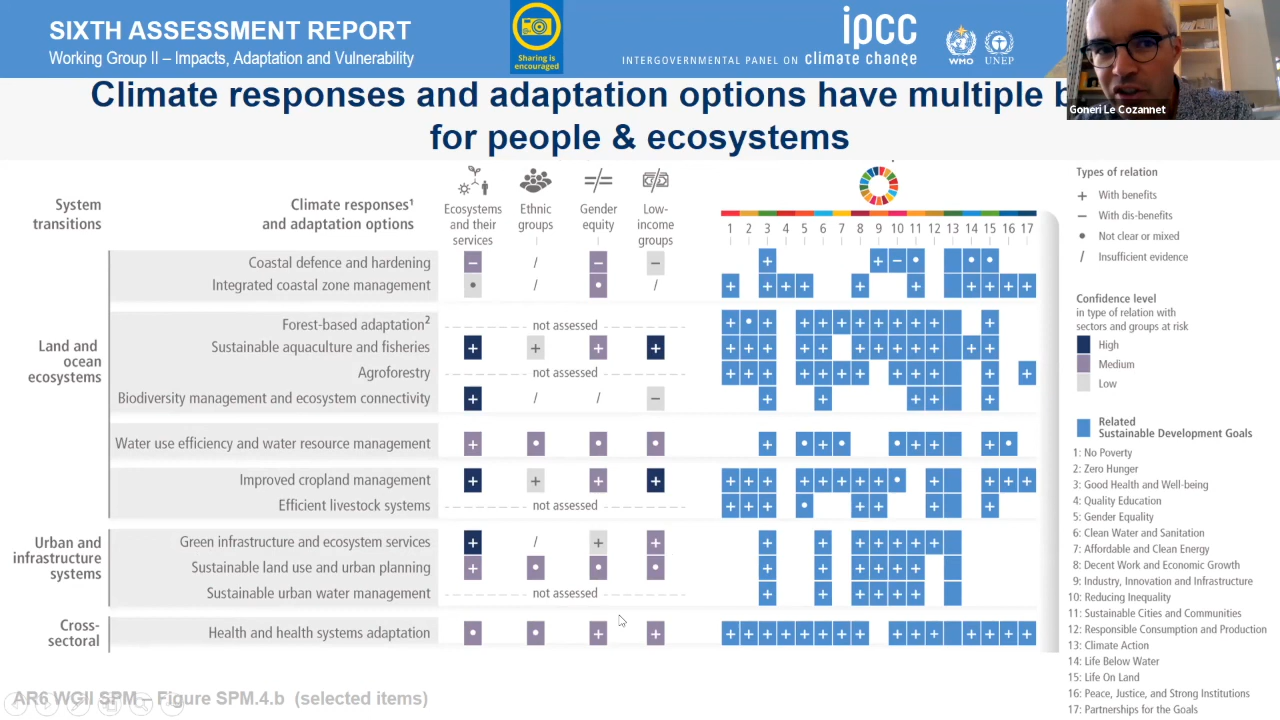 SIXTH ASSESSMENT REPORT
Working Group II – Impacts, Adaptation and Vulnerability
Sharing is
encouraged
INTERGOVERNMENTAL PANEL ON climate change
ipcc
WMO
UNEP
Goneri Le Cozannet
Climate responses and adaptation options have multiple
for people & ecosystems
System
transitions
Climate responses¹
and adaptation options
Ecosystems
and their
services
Ethnic
groups
Gender
equity
Low-
income
groups
1 2 3 4 5 6 7 8 9 10 11 12 13 14 15 16 17
Land and
ocean
ecosystems
Coastal defence and hardening – / – – + + – • • •
Integrated coastal zone management • / • / + + + + + + + + + +
Forest-based adaptation² not assessed + • + + + + + + + + + +
Sustainable aquaculture and fisheries + + + + + + + + + + + + + + + +
Agroforestry not assessed + + + + + + + + + + + +
Biodiversity management and ecosystem connectivity + / / – + + + + +
Water use efficiency and water resource management + • • • + • + • • + + + •
Improved cropland management + + + + + + + + + + + + + • + + + +
Efficient livestock systems not assessed + + + • + + + +
Urban and
infrastructure
systems
Green infrastructure and ecosystem services + / + + + + + + + + +
Sustainable land use and urban planning + • • • + + + + + +
Sustainable urban water management not assessed + + + + + +
Cross-
sectoral
Health and health systems adaptation • • + + + + + + + + + + + + + + + + + +
Types of relation
+ With benefits
– With dis-benefits
• Not clear or mixed
/ Insufficient evidence
Confidence level
in type of relation with
sectors and groups at risk
High
Medium
Low
Related
Sustainable Development Goals
1: No Poverty
2: Zero Hunger
3: Good Health and Well-being
4: Quality Education
5: Gender Equality
6: Clean Water and Sanitation
7: Affordable and Clean Energy
8: Decent Work and Economic Growth
9: Industry, Innovation and Infrastructure
10: Reducing Inequality
11: Sustainable Cities and Communities
12: Responsible Consumption and Production
13: Climate Action
14: Life Below Water
15: Life On Land
16: Peace, Justice, and Strong Institutions
17: Partnerships for the Goals
AR6 WGII SPM – Figure SPM.4.b (selected items)